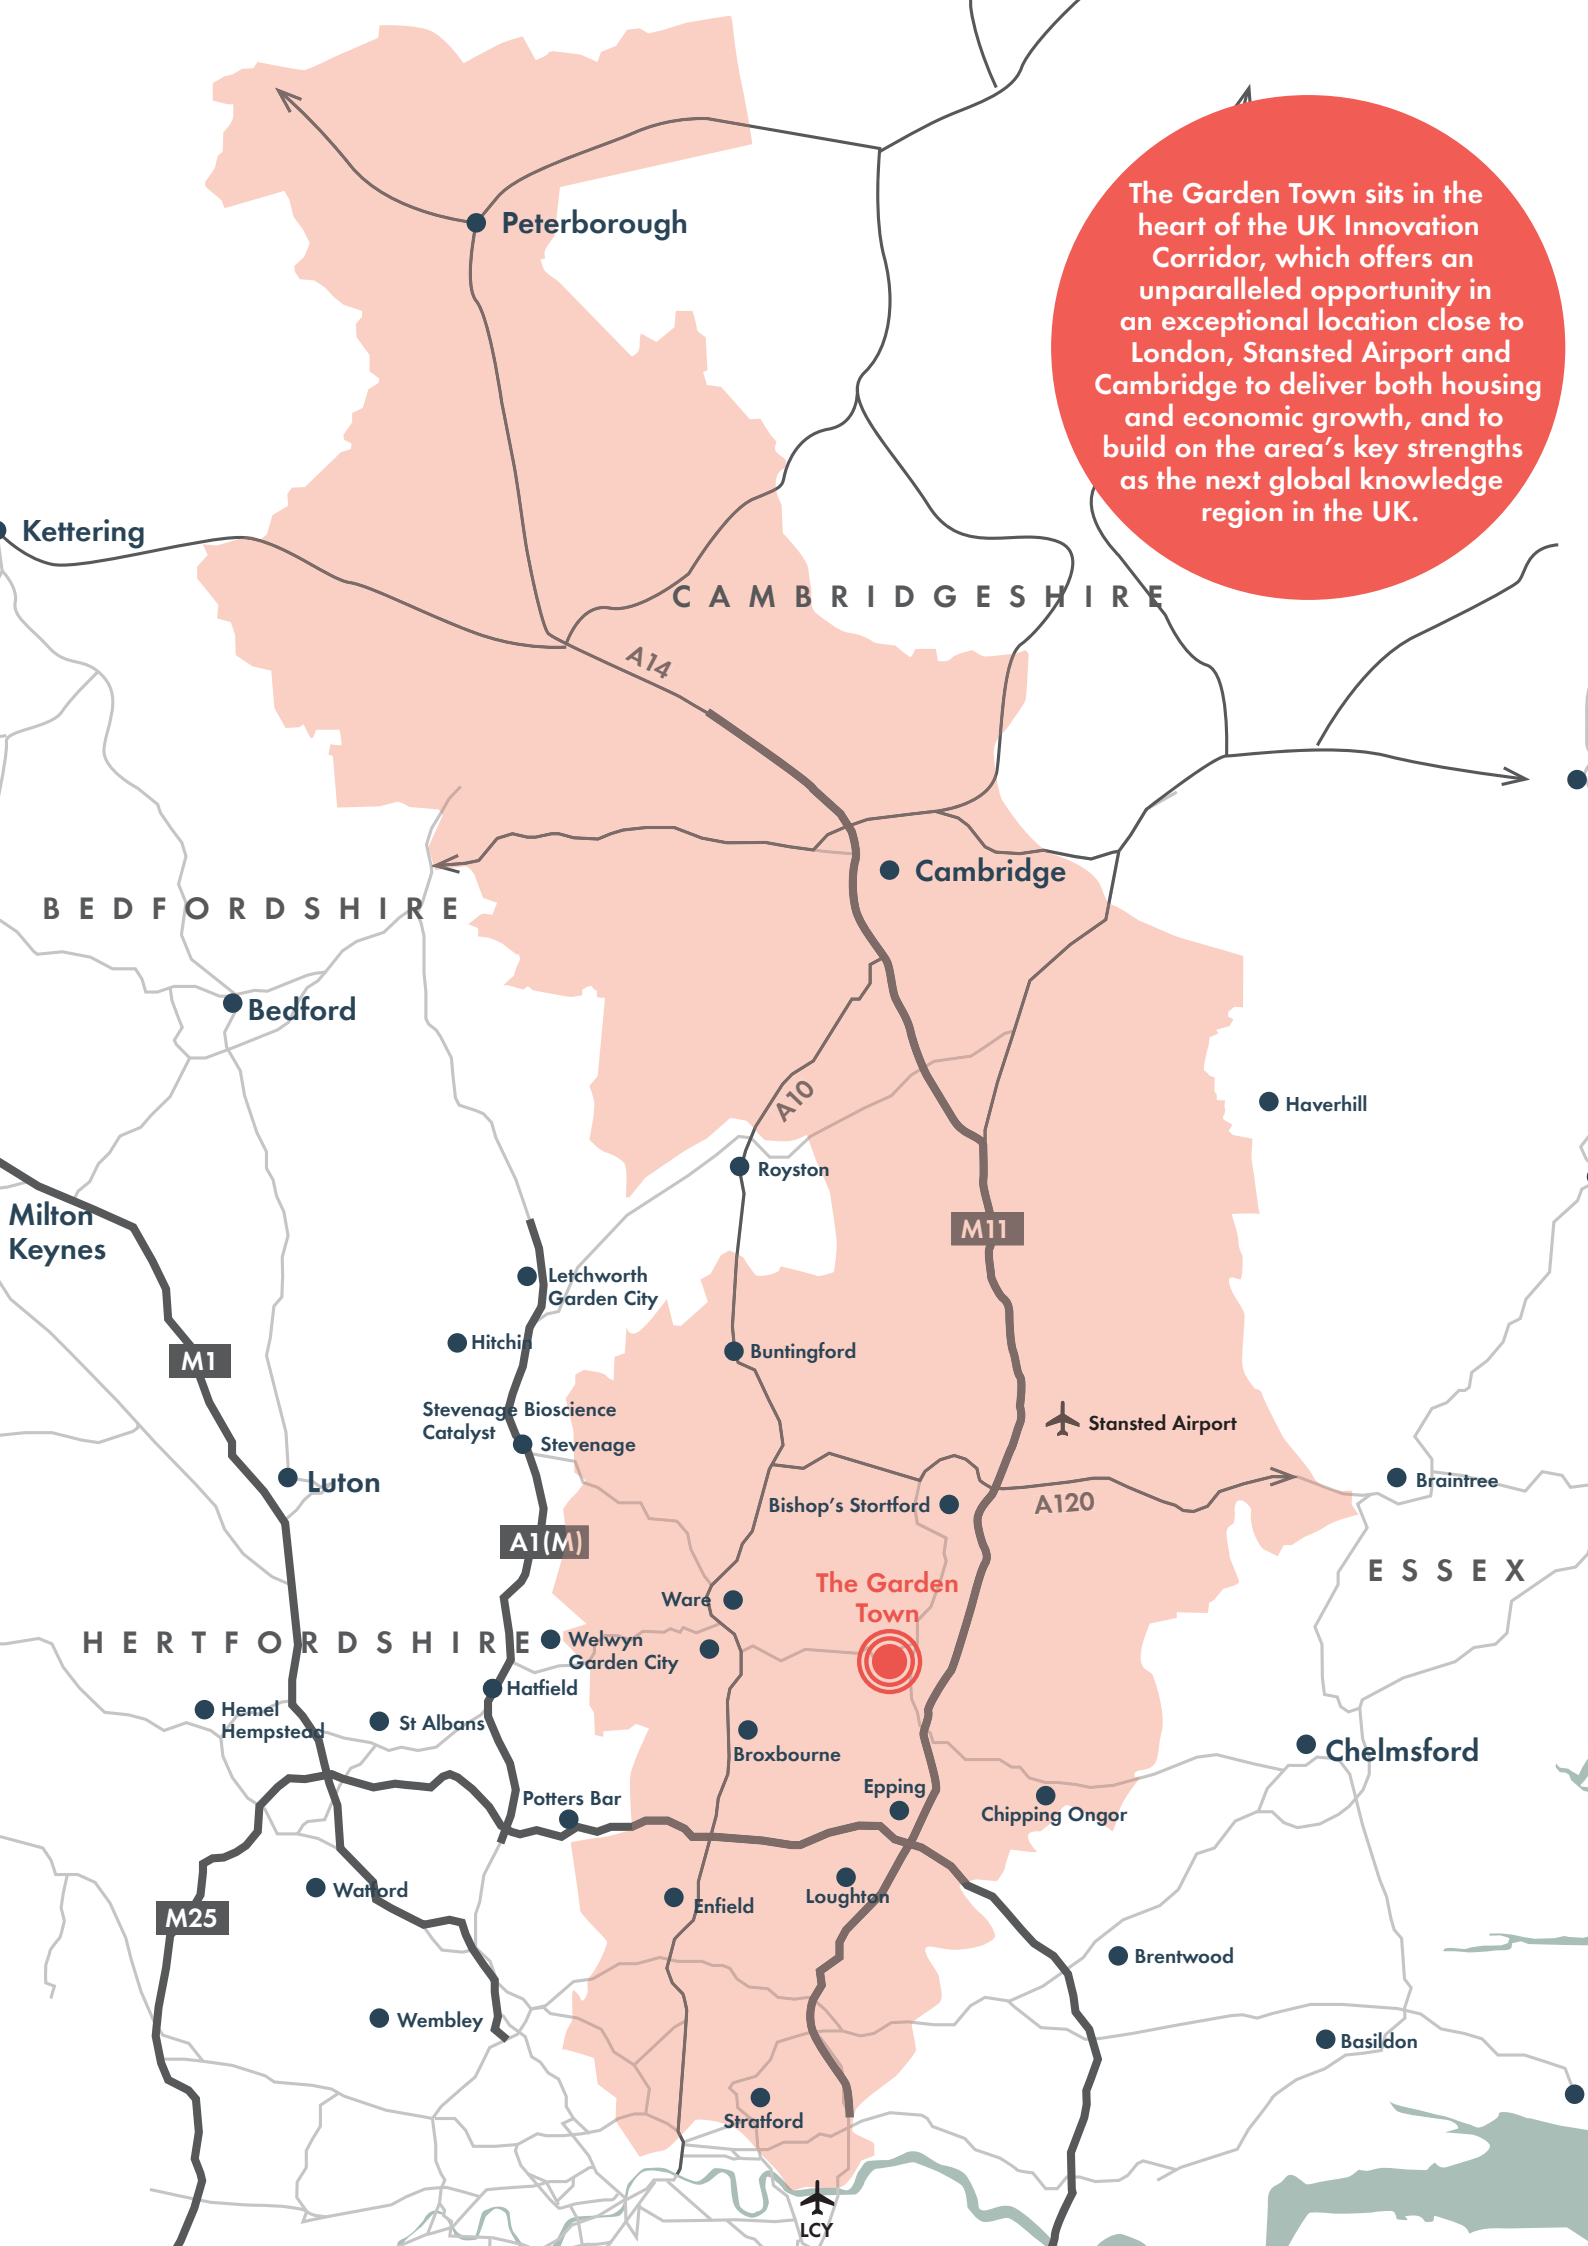 The Garden Town sits in the
heart of the UK Innovation
Corridor, which offers an
unparalleled opportunity in
an exceptional location close to
London, Stansted Airport and
Cambridge to deliver both housing
and economic growth, and to
build on the area's key strengths
as the next global knowledge
region in the UK.
Peterborough
Kettering
CAMBRIDGESHIRE
A14
Cambridge
BEDFORDSHIRE
Bedford
A10
Haverhill
Royston
Milton
Keynes
M11
Letchworth
Garden City
Hitchin
Buntingford
M1
Stevenage Bioscience
Catalyst
Stevenage
Stansted Airport
Luton
Braintree
Bishop's Stortford
A120
A1(M)
ESSEX
The Garden
Town
Ware
HERTFORDSHIRE
Welwyn
Garden City
Hatfield
Hemel
Hempstead
St Albans
Broxbourne
Chelmsford
Epping
Potters Bar
Chipping Ongor
Watford
Loughton
Enfield
M25
Brentwood
Wembley
Basildon
Stratford
LCY